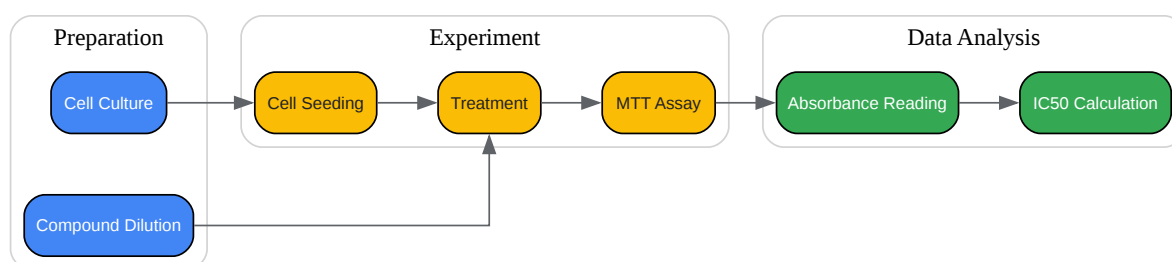 Preparation
Experiment
Data Analysis
Cell Culture
Cell Seeding
Treatment
MTT Assay
Absorbance Reading
IC50 Calculation
Compound Dilution